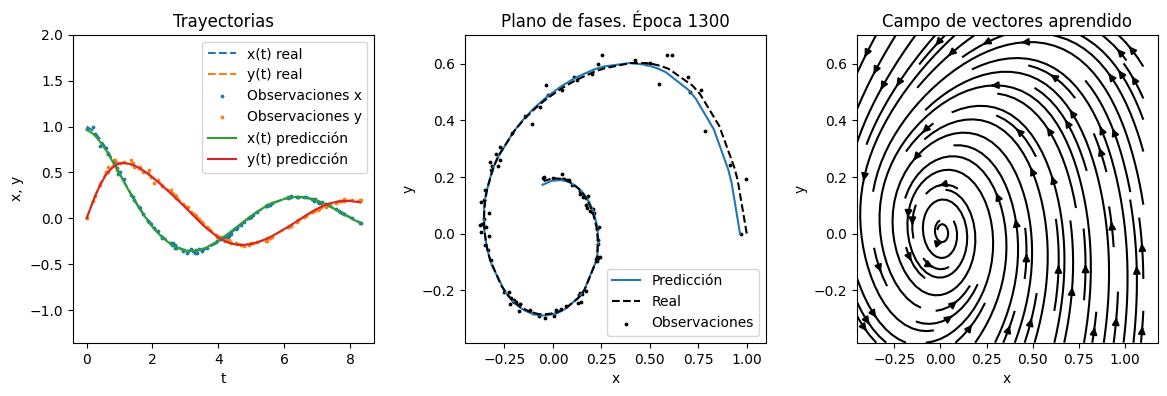 Trayectorias
2.0
1.5
1.0
0.5
0.0
−0.5
−1.0
x, y
0
2
4
6
8
t
x(t) real
y(t) real
Observaciones x
Observaciones y
x(t) predicción
y(t) predicción
Plano de fases. Época 1300
0.6
0.4
0.2
0.0
−0.2
y
−0.25
0.00
0.25
0.50
0.75
1.00
x
Predicción
Real
Observaciones
Campo de vectores aprendido
0.6
0.4
0.2
0.0
−0.2
y
−0.25
0.00
0.25
0.50
0.75
1.00
x